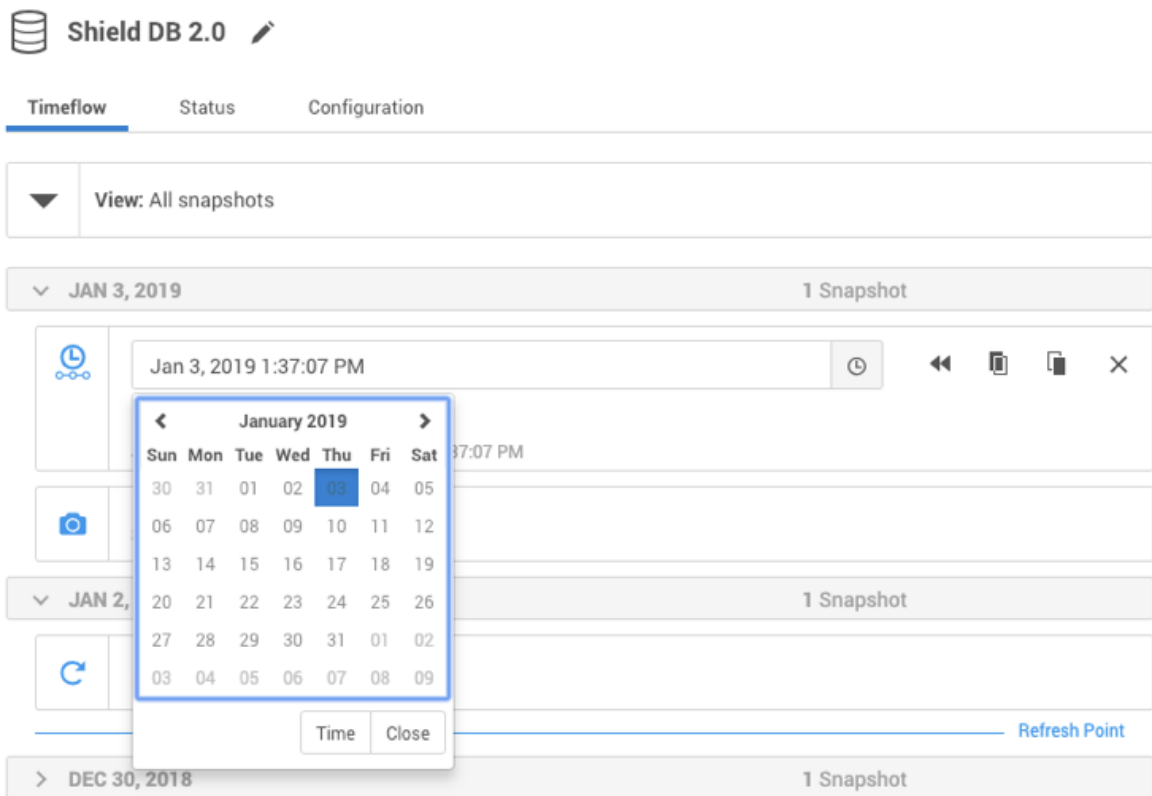 Shield DB 2.0
Timeflow Status Configuration
View: All snapshots
JAN 3, 2019 1 Snapshot
Jan 3, 2019 1:37:07 PM
January 2019
Sun Mon Tue Wed Thu Fri Sat
37:07 PM
30 31 01 02 03 04 05
06 07 08 09 10 11 12
13 14 15 16 17 18 19
JAN 2, 1 Snapshot
20 21 22 23 24 25 26
27 28 29 30 31 01 02
03 04 05 06 07 08 09
Time Close
Refresh Point
DEC 30, 2018 1 Snapshot